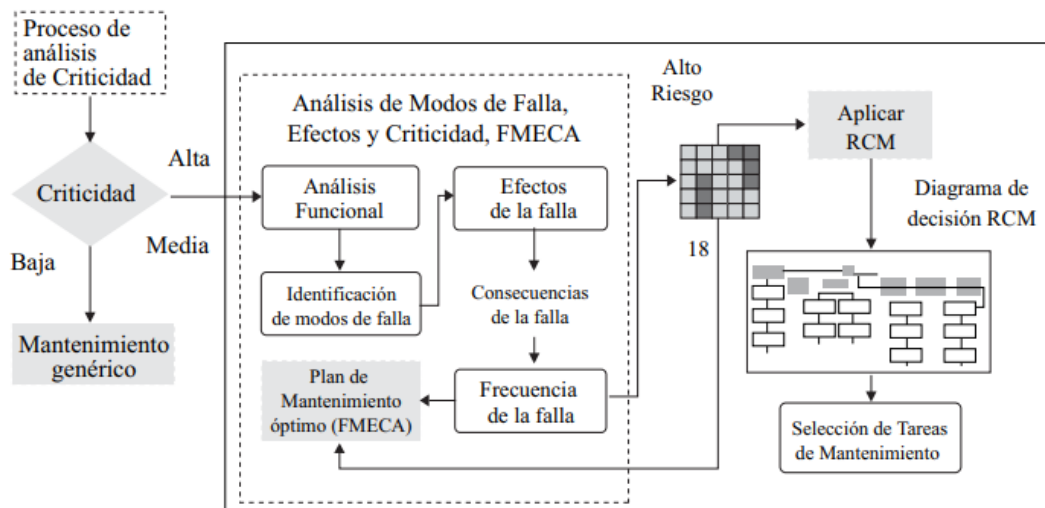 Proceso de
análisis
de Criticidad
Criticidad
Alta
Media
Baja
Mantenimiento
genérico
Análisis de Modos de Falla,
Efectos y Criticidad, FMECA
Análisis
Funcional
Identificación
de modos de falla
Efectos
de la falla
Consecuencias
de la falla
Frecuencia
de la falla
Plan de
Mantenimiento
óptimo (FMECA)
Alto
Riesgo
18
Aplicar
RCM
Diagrama de
decisión RCM
Selección de Tareas
de Mantenimiento